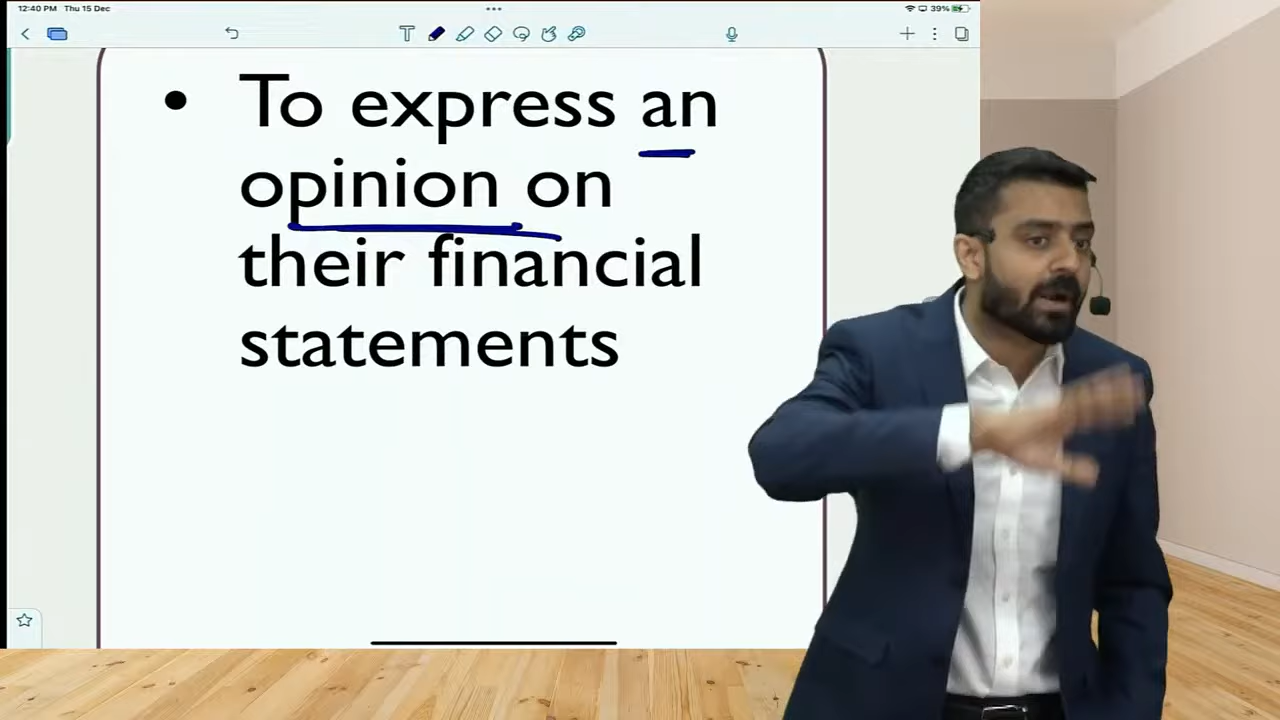 12:40 PM Thu 15 Dec
39%
• To express an
opinion on
their financial
statements